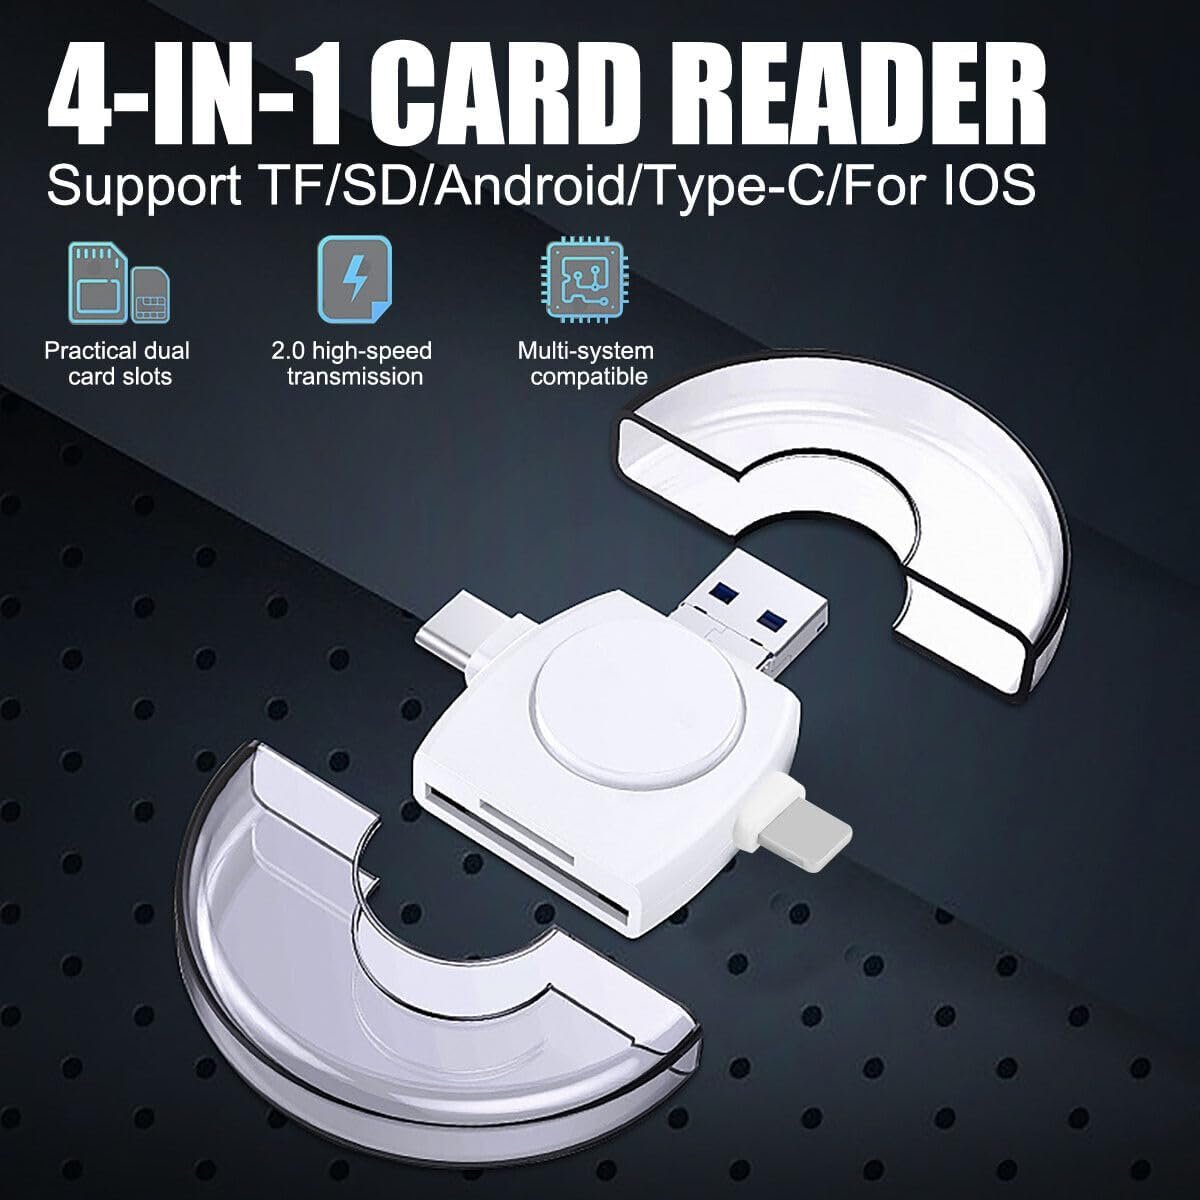 4-IN-1 CARD READER
Support TF/SD/Android/Type-C/For IOS
Practical dual
card slots
2.0 high-speed
transmission
Multi-system
compatible